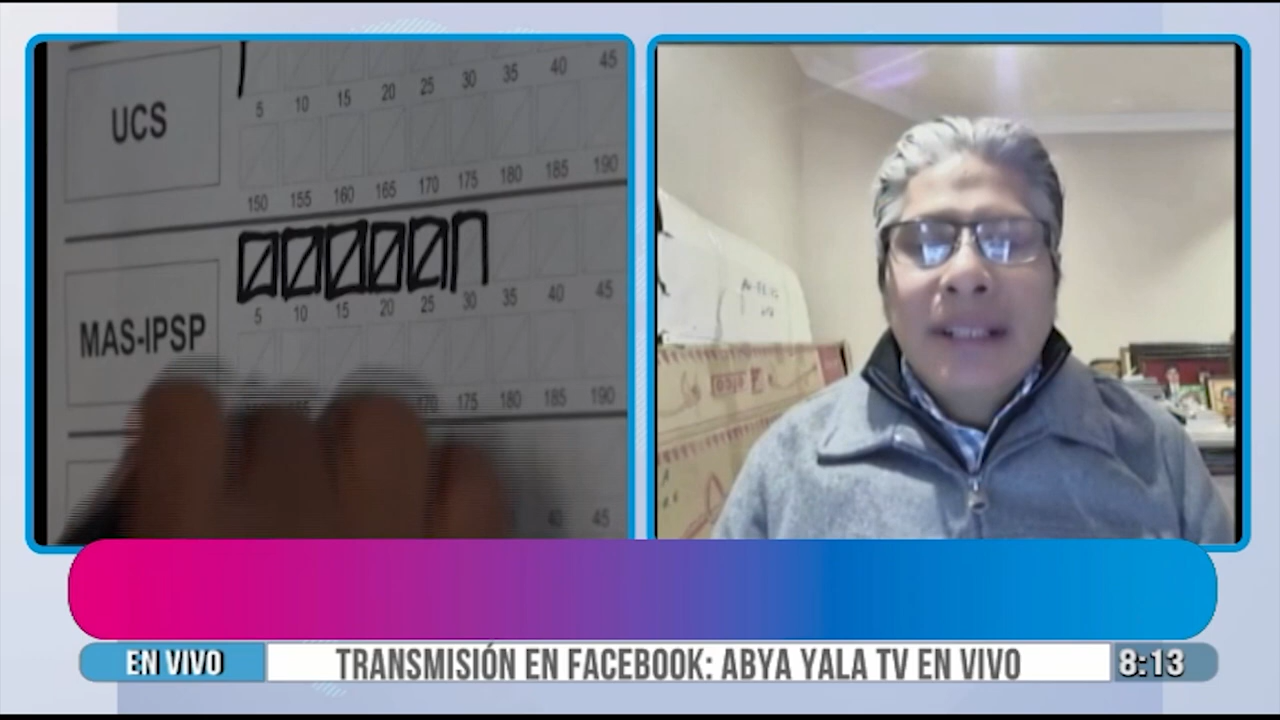 5 10 15 20 25 30 35 40 45
UCS
150 155 160 165 170 175 180 185 190
MAS-IPSP
5 10 15 20 25 30 35 40 45
170 175 180 185 190
40 45
EN VIVO
TRANSMISIÓN EN FACEBOOK: ABYA YALA TV EN VIVO
8:13